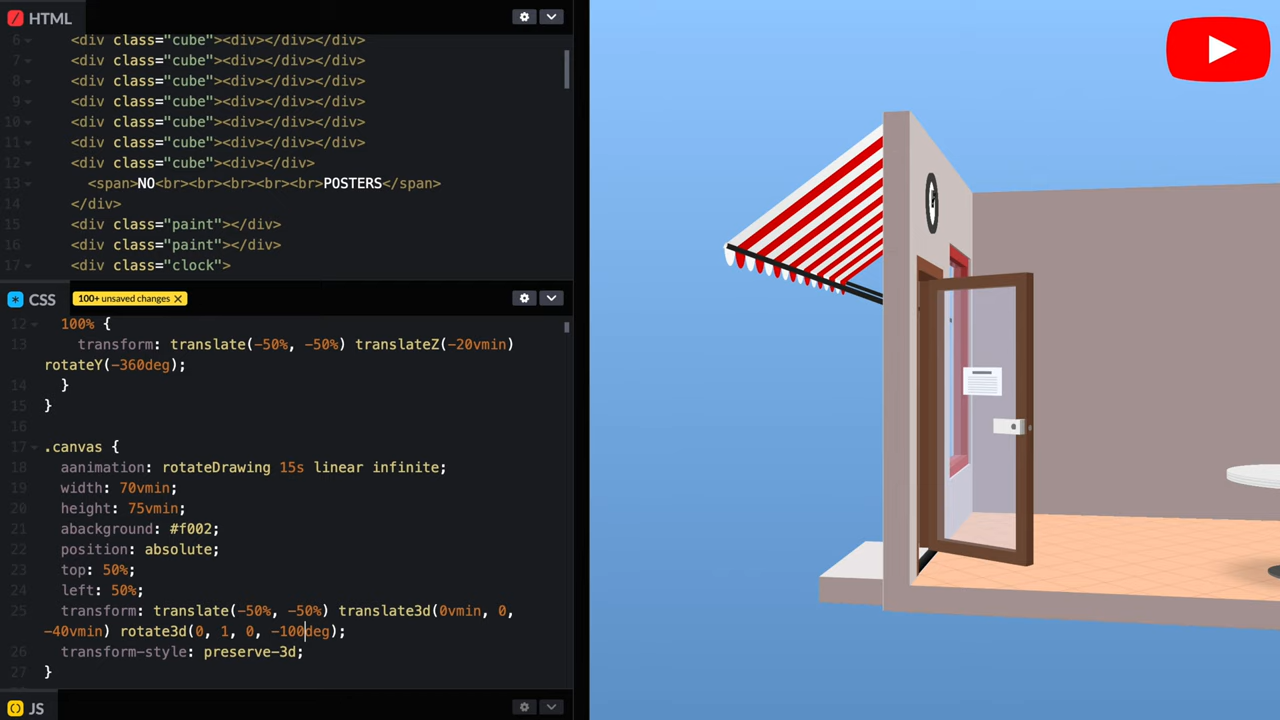 HTML
6 <div class="cube"><div></div></div>
7 <div class="cube"><div></div></div>
8 <div class="cube"><div></div></div>
9 <div class="cube"><div></div></div>
10 <div class="cube"><div></div></div>
11 <div class="cube"><div></div></div>
12 <div class="cube"><div></div>
13 <span>NO<br><br><br><br><br>POSTERS</span>
14 </div>
15 <div class="paint"></div>
16 <div class="paint"></div>
17 <div class="clock">
CSS 100+ unsaved changes X
12 100% {
13 transform: translate(-50%, -50%) translateZ(-20vmin)
rotateY(-360deg);
14 }
15 }
16
17 .canvas {
18 aanimation: rotateDrawing 15s linear infinite;
19 width: 70vmin;
20 height: 75vmin;
21 abackground: #f002;
22 position: absolute;
23 top: 50%;
24 left: 50%;
25 transform: translate(-50%, -50%) translate3d(0vmin, 0,
-40vmin) rotate3d(0, 1, 0, -100deg);
26 transform-style: preserve-3d;
27 }
JS